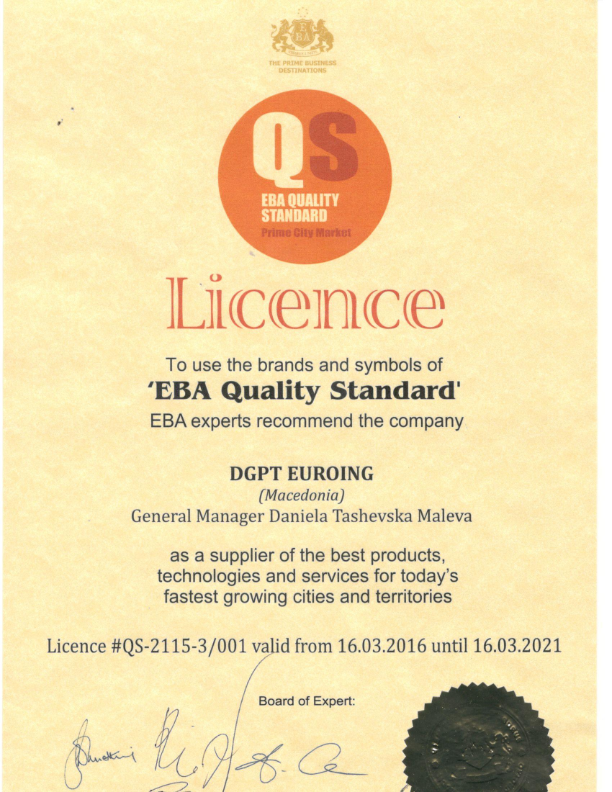 EBA
THE PRIME BUSINESS
DESTINATIONS
QS
EBA QUALITY
STANDARD
Prime City Market
Licence
To use the brands and symbols of
‘EBA Quality Standard'
EBA experts recommend the company
DGPT EUROING
(Macedonia)
General Manager Daniela Tashevska Maleva
as a supplier of the best products,
technologies and services for today’s
fastest growing cities and territories
Licence #QS-2115-3/001 valid from 16.03.2016 until 16.03.2021
Board of Expert: